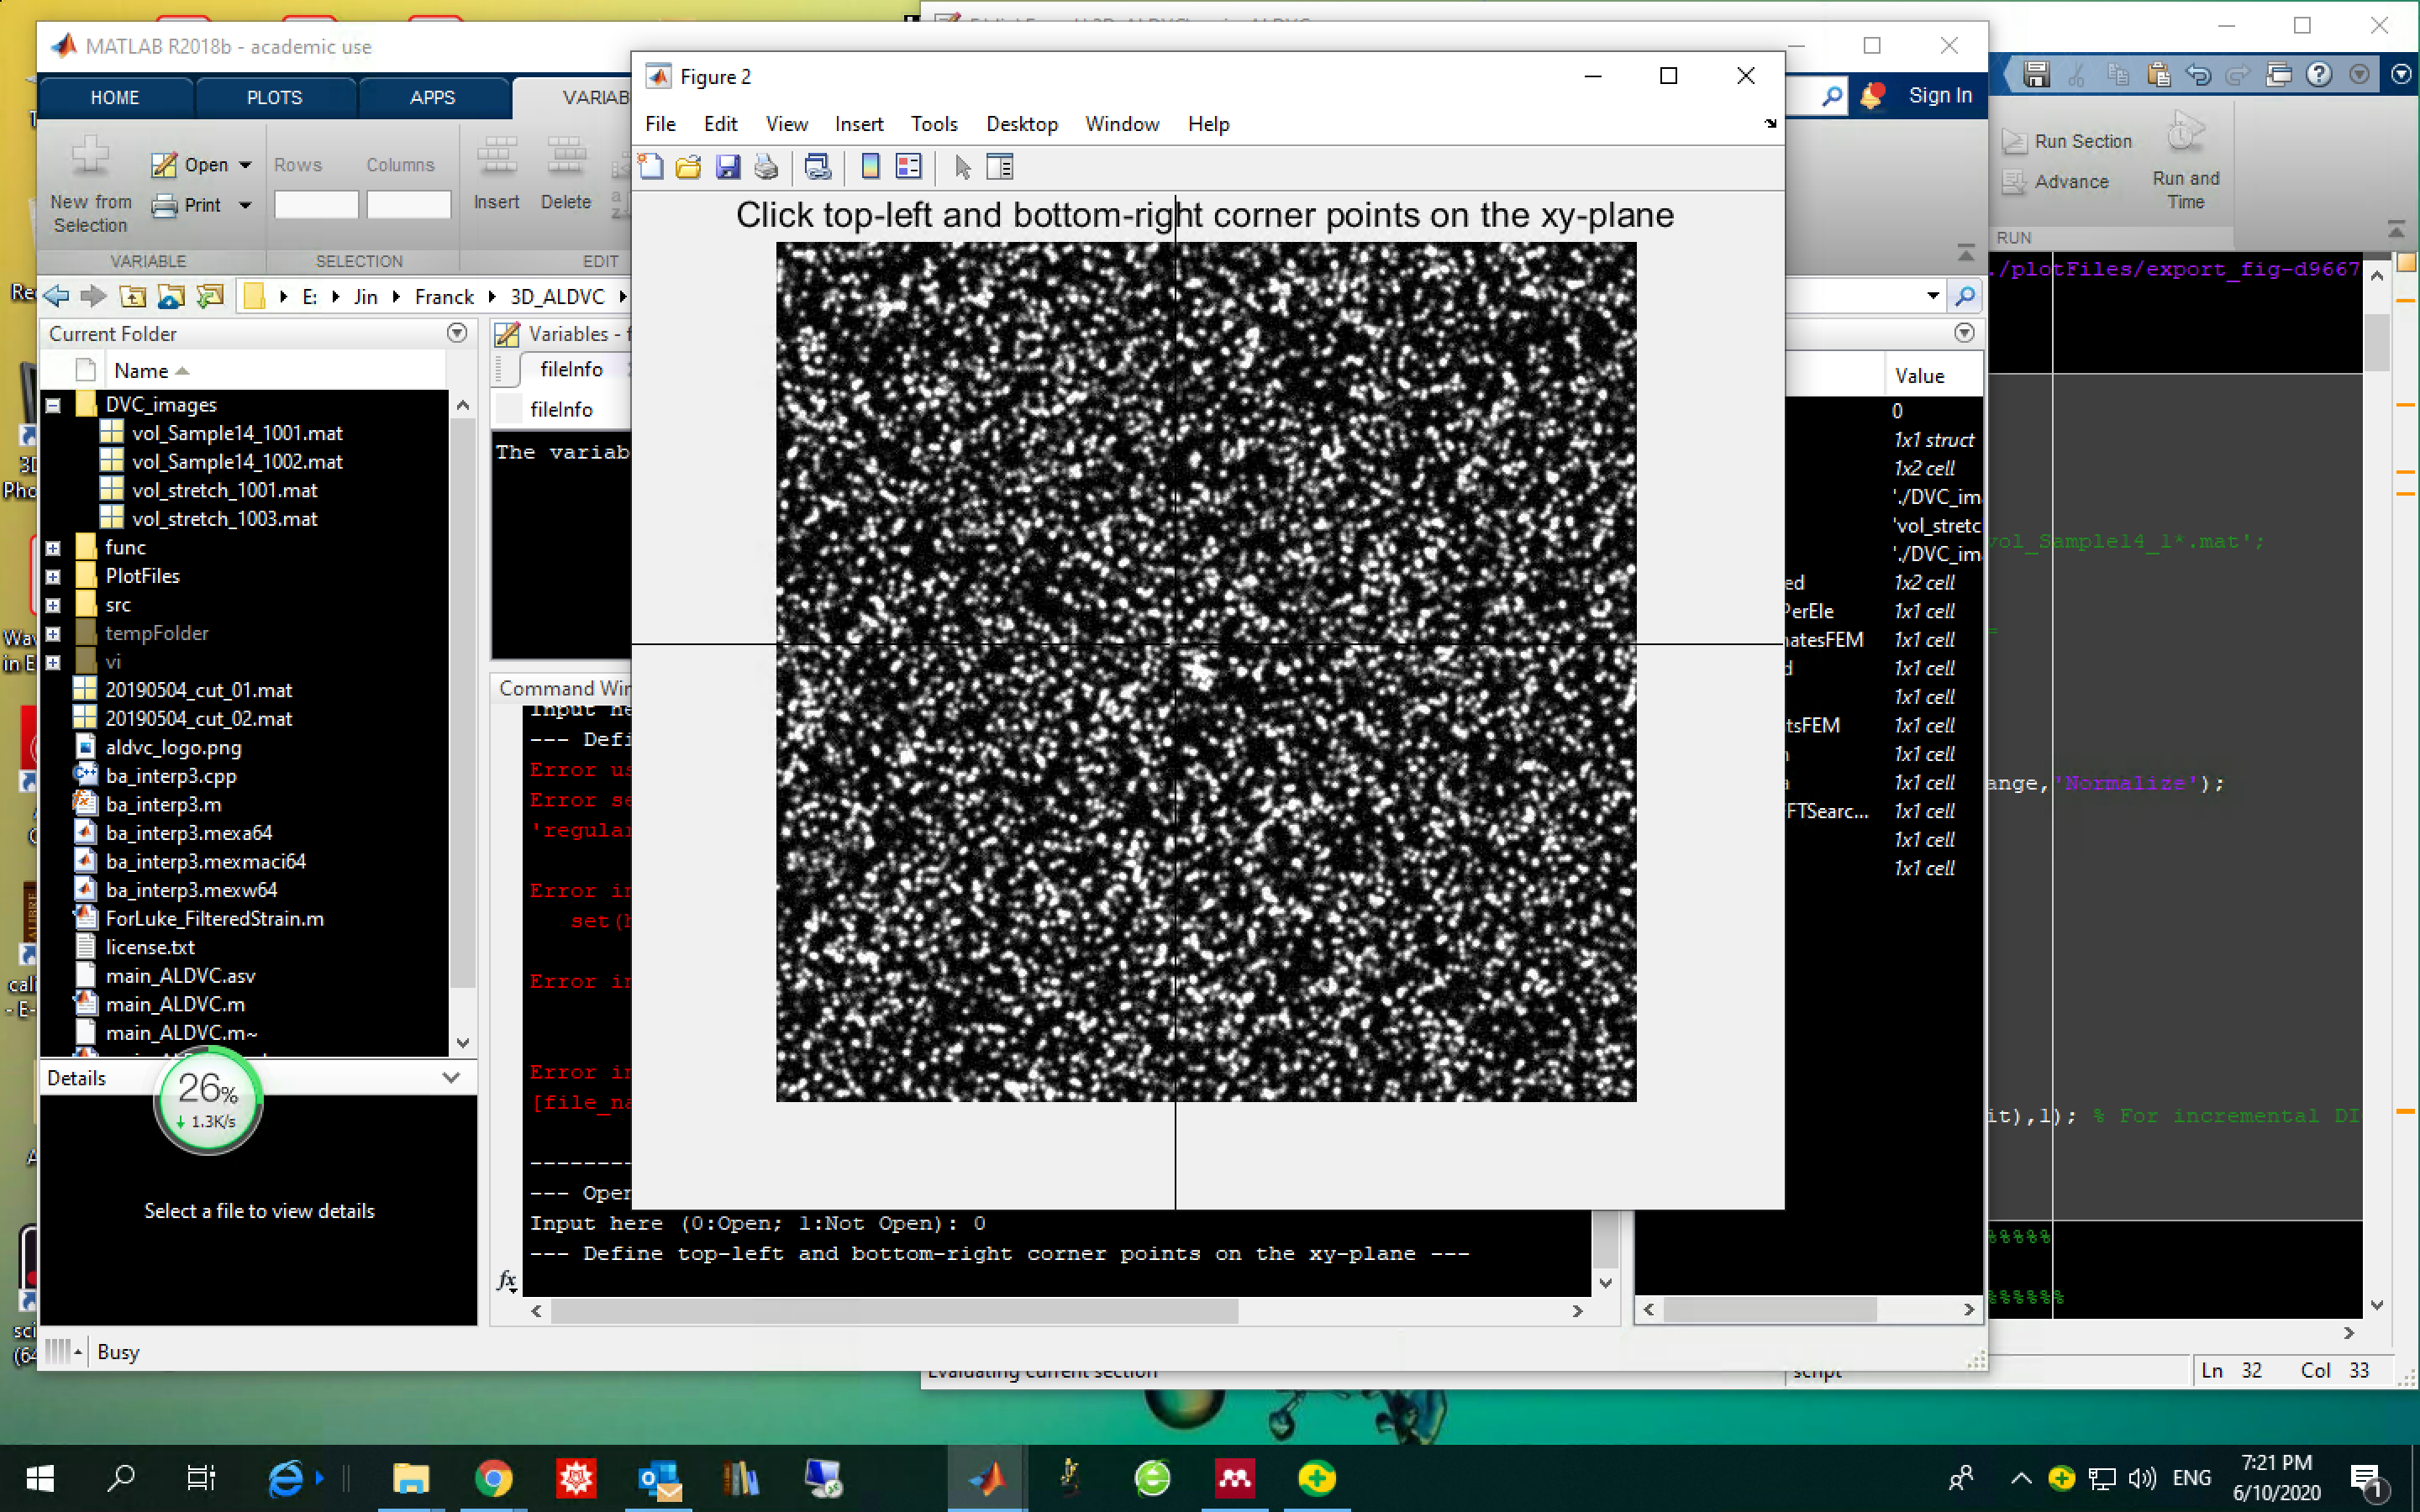 MATLAB R2018b - academic use
HOME
PLOTS
APPS
VARIAB
Sign In
New from
Selection
Open
Print
Rows
Columns
Insert
Delete
VARIABLE
SELECTION
EDIT
E:
Jin
Franck
3D_ALDVC
Current Folder
Name
DVC_images
vol_Sample14_1001.mat
vol_Sample14_1002.mat
vol_stretch_1001.mat
vol_stretch_1003.mat
func
PlotFiles
src
tempFolder
vi
20190504_cut_01.mat
20190504_cut_02.mat
aldvc_logo.png
ba_interp3.cpp
ba_interp3.m
ba_interp3.mexa64
ba_interp3.mexmaci64
ba_interp3.mexw64
ForLuke_FilteredStrain.m
license.txt
main_ALDVC.asv
main_ALDVC.m
main_ALDVC.m~
Details
26%
1.3K/s
Select a file to view details
Busy
Variables - f
fileInfo
fileInfo
The variab
Command Win
Input he
--- Defi
Error us
Error se
'regular
Error in
set(h
Error in
Error in
[file_na
--- Open
Input here (0:Open; 1:Not Open): 0
--- Define top-left and bottom-right corner points on the xy-plane ---
fx
Figure 2
File Edit View Insert Tools Desktop Window Help
Click top-left and bottom-right corner points on the xy-plane
Value
0
1x1 struct
1x2 cell
'./DVC_im
'vol_stretc
'./DVC_im
ed 1x2 cell
PerEle 1x1 cell
natesFEM 1x1 cell
1x1 cell
1x1 cell
tsFEM 1x1 cell
1x1 cell
1x1 cell
FTSearc... 1x1 cell
1x1 cell
1x1 cell
Run Section
Advance
Run and
Time
RUN
./plotFiles/export_fig-d9667
vol_Sample14_1*.mat';
=
ange,'Normalize');
it),1); % For incremental DI
%%%%%
%%%%%%
Evaluating current section
script
Ln 32 Col 33
ENG
7:21 PM
6/10/2020
1